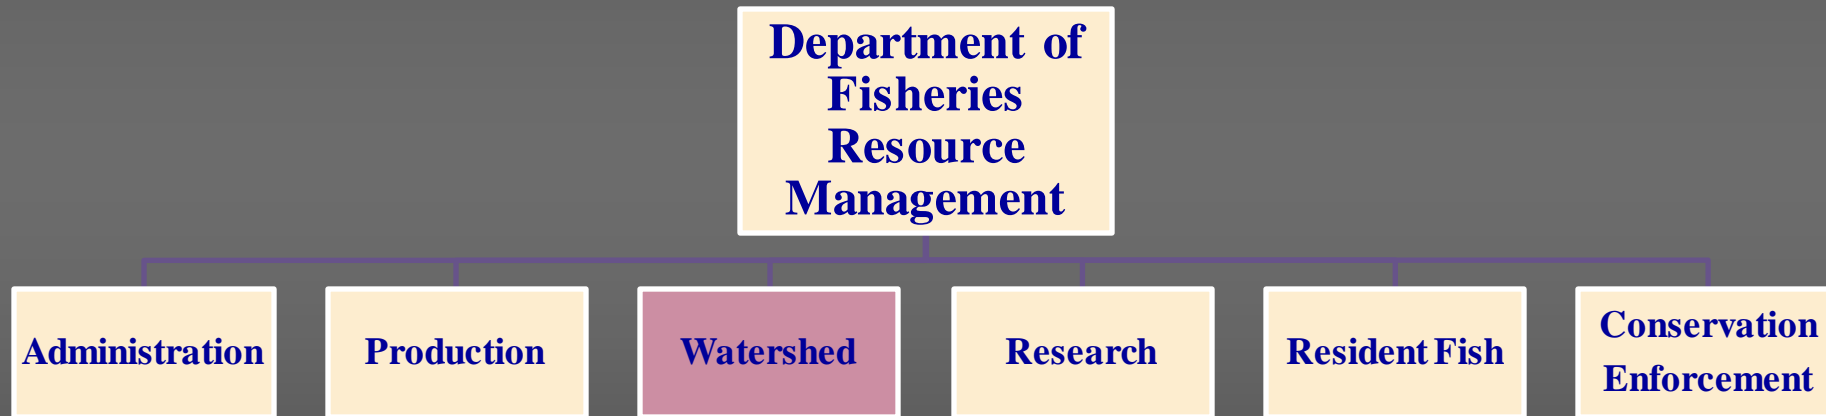 Department of
Fisheries
Resource
Management
Administration
Production
Watershed
Research
Resident Fish
Conservation
Enforcement